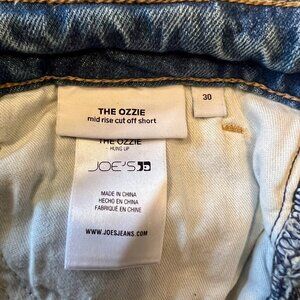 THE OZZIE
mid rise cut off short
30
THE OZZIE
HUNG UP
JOE'S
MADE IN CHINA
HECHO EN CHINA
FABRIQUÉ EN CHINE
WWW.JOESJEANS.COM